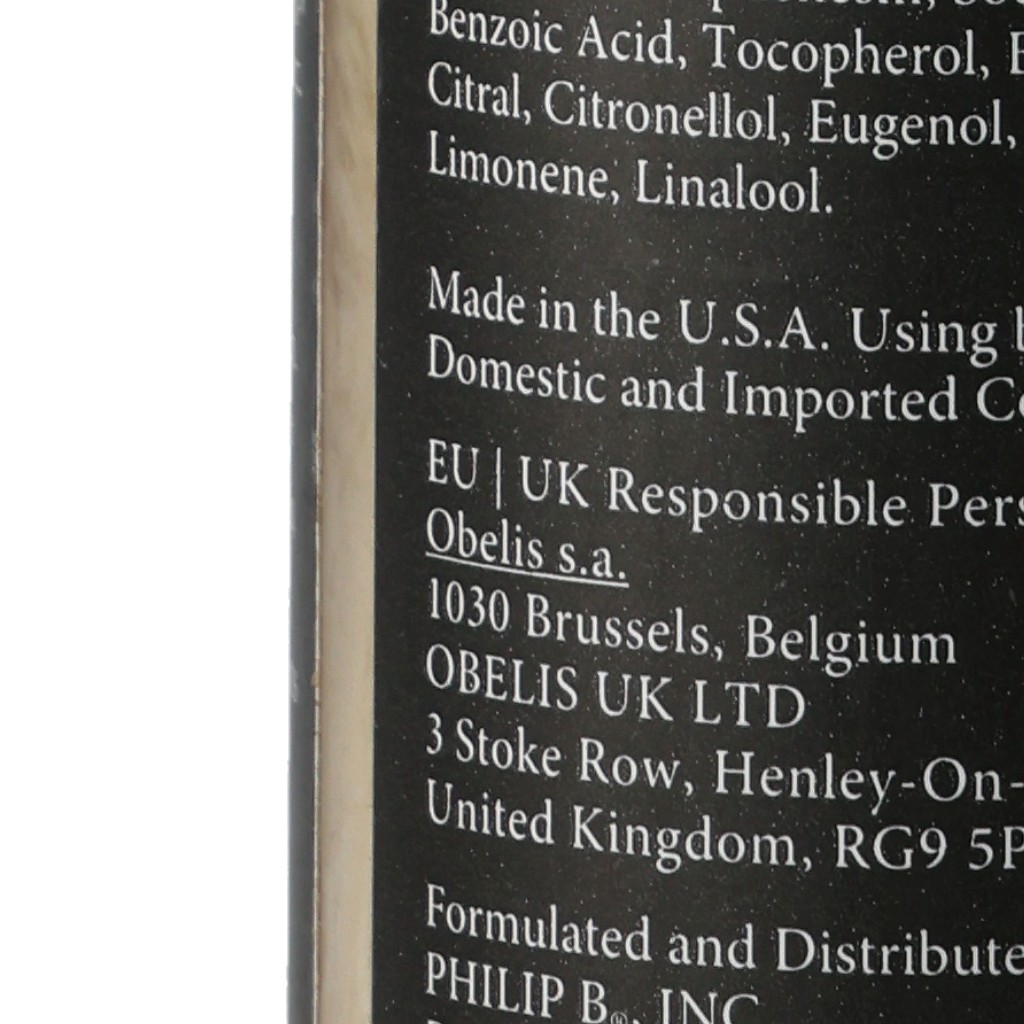 Benzoic Acid, Tocopherol,
Citral, Citronellol, Eugenol,
Limonene, Linalool.
Made in the U.S.A. Using
Domestic and Imported
EU | UK Responsible
Obelis s.a.
1030 Brussels, Belgium
OBELIS UK LTD
3 Stoke Row, Henley-On-
United Kingdom, RG9
Formulated and
PHILIP B®, INC